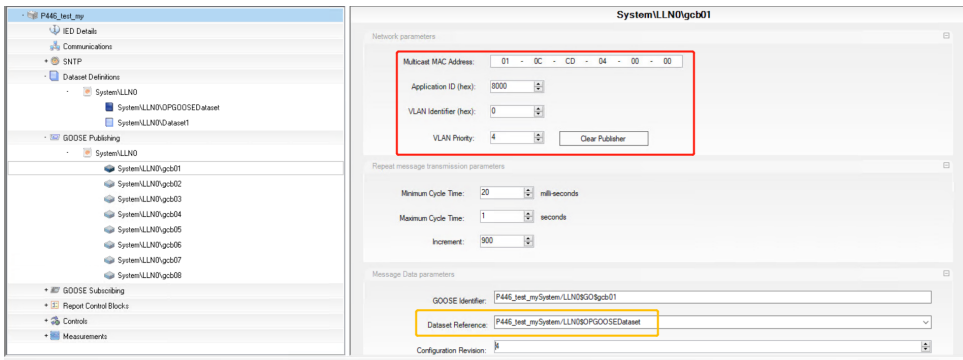 P446_test_my
IED Details
Communications
SNTP
Dataset Definitions
System\LLN0
System\LLN0\OPGOOSEDataset
System\LLN0\Dataset1
GOOSE Publishing
System\LLN0
System\LLN0\gcb01
System\LLN0\gcb02
System\LLN0\gcb03
System\LLN0\gcb04
System\LLN0\gcb05
System\LLN0\gcb06
System\LLN0\gcb07
System\LLN0\gcb08
GOOSE Subscribing
Report Control Blocks
Controls
Measurements
System\LLN0\gcb01
Network parameters
Multicast MAC Address: 01 - 0C - CD - 04 - 00 - 00
Application ID (hex): 8000
VLAN Identifier (hex): 0
VLAN Priority: 4 Clear Publisher
Repeat message transmission parameters
Minimum Cycle Time: 20 milli-seconds
Maximum Cycle Time: 1 seconds
Increment: 900
Message Data parameters
GOOSE Identifier: P446_test_mySystem/LLN0$GO$gcb01
Dataset Reference: P446_test_mySystem/LLN0$OPGOOSEDataset
Configuration Revision: 4